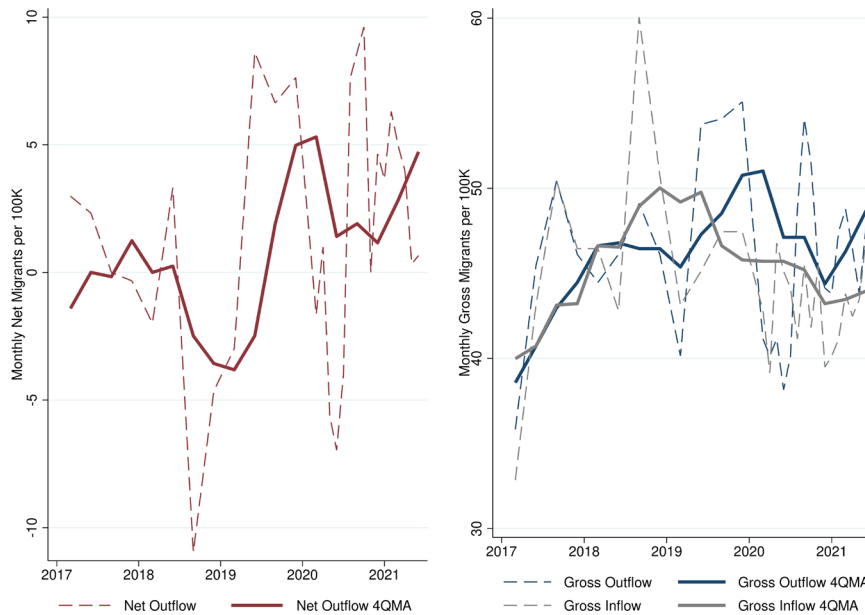 Monthly Net Migrants per 100K
10
5
0
-5
-10
2017 2018 2019 2020 2021
Net Outflow Net Outflow 4QMA
Monthly Gross Migrants per 100K
60
50
40
30
2017 2018 2019 2020 2021
Gross Outflow Gross Outflow 4QMA
Gross Inflow Gross Inflow 4QMA